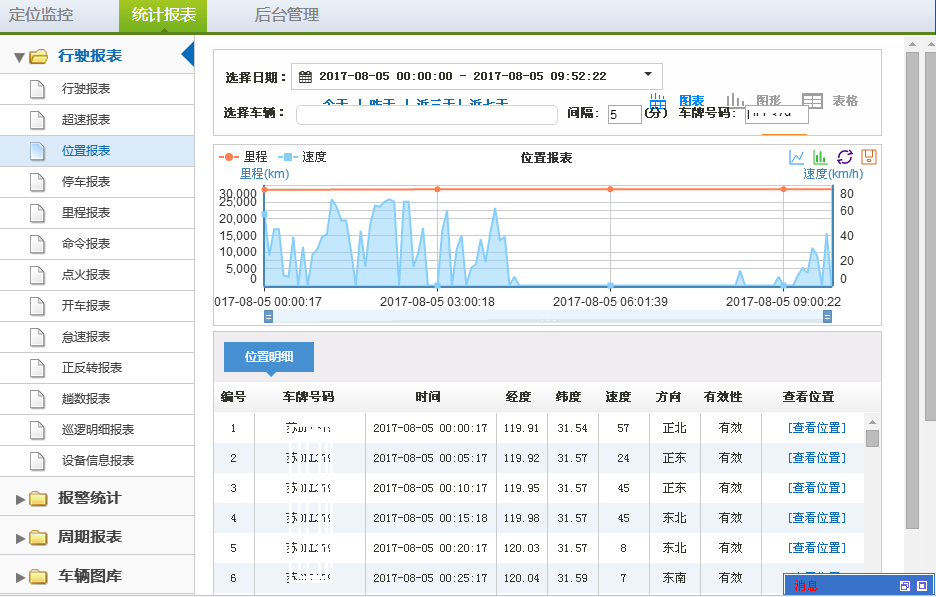 定位监控 统计报表 后台管理
行驶报表
行驶报表
超速报表
位置报表
停车报表
里程报表
命令报表
点火报表
开车报表
怠速报表
正反转报表
趟数报表
巡逻明细报表
设备信息报表
报警统计
周期报表
车辆图库
选择日期： 2017-08-05 00:00:00 - 2017-08-05 09:52:22
今天 | 昨天 | 近三天| 近七天
图表 图形 表格
选择车辆： 间隔: 5 (分) 车牌号码:
里程 速度 位置报表
里程(km) 速度(km/h)
30,000 80
25,000 60
20,000
15,000 40
10,000
5,000 20
0 0
017-08-05 00:00:17 2017-08-05 03:00:18 2017-08-05 06:01:39 2017-08-05 09:00:22
位置明细
编号 车牌号码 时间 经度 纬度 速度 方向 有效性 查看位置
1 2017-08-05 00:00:17 119.91 31.54 57 正北 有效 [查看位置]
2 2017-08-05 00:05:17 119.92 31.57 24 正东 有效 [查看位置]
3 2017-08-05 00:10:17 119.95 31.57 45 正东 有效 [查看位置]
4 2017-08-05 00:15:18 119.98 31.57 45 东北 有效 [查看位置]
5 2017-08-05 00:20:17 120.03 31.57 8 东北 有效 [查看位置]
6 2017-08-05 00:25:17 120.04 31.59 7 东南 有效
消息